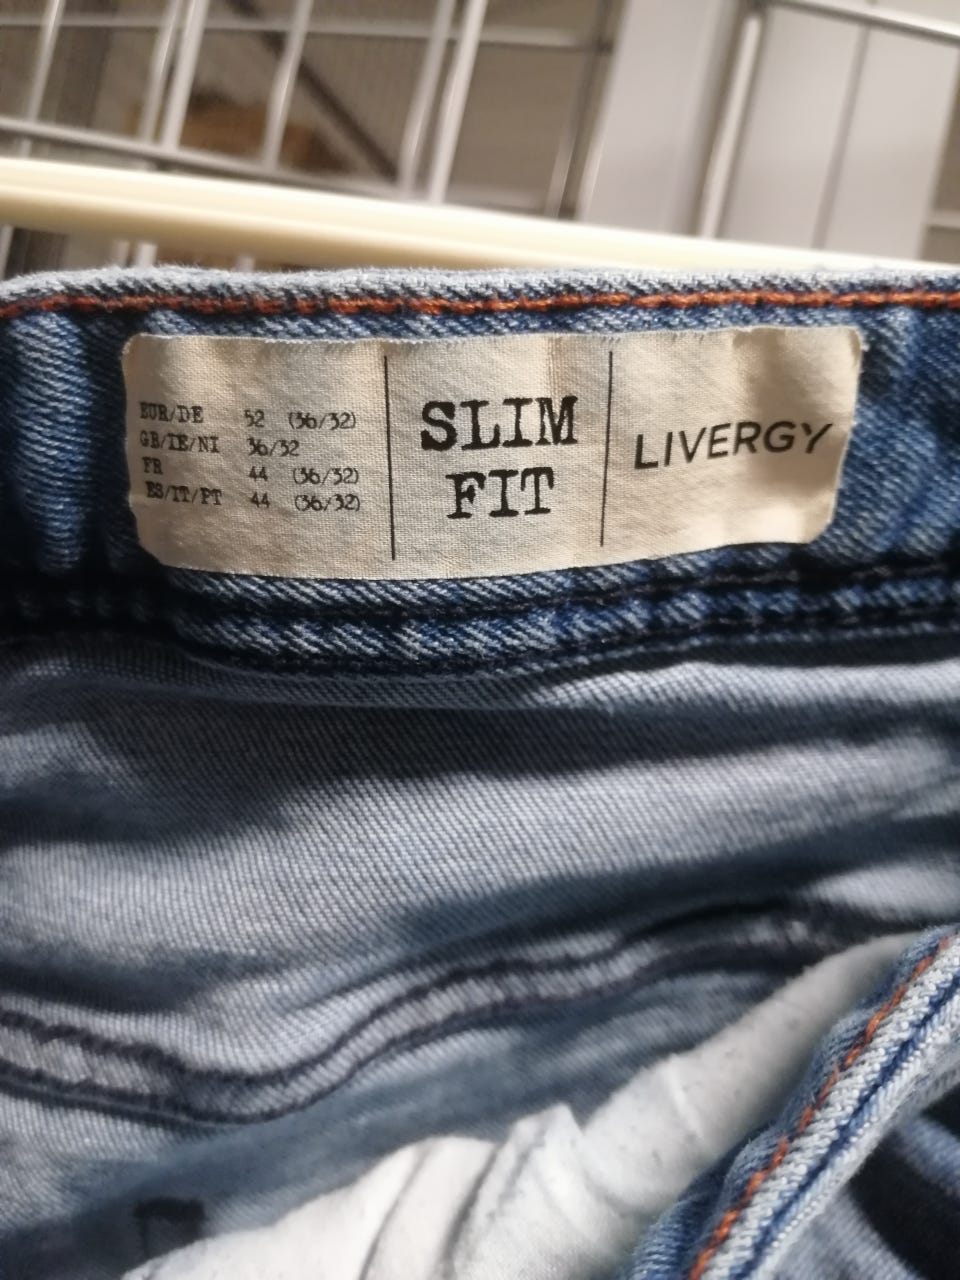 EUR/DE 52 (36/32)
GB/IE/NI 36/32
FR 44 (36/32)
ES/IT/PT 44 (36/32)
SLIM
FIT
LIVERGY